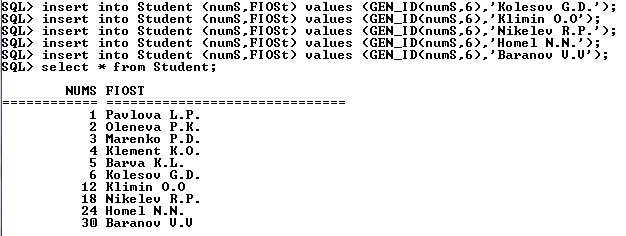 SQL> insert into Student (numS,FIOSt) values (GEN_ID(numS,6),'Kolesov G.D.');
SQL> insert into Student (numS,FIOSt) values (GEN_ID(numS,6),'Klimin O.O');
SQL> insert into Student (numS,FIOSt) values (GEN_ID(numS,6),'Nikelev R.P.');
SQL> insert into Student (numS,FIOSt) values (GEN_ID(numS,6),'Homel N.N.');
SQL> insert into Student (numS,FIOSt) values (GEN_ID(numS,6),'Baranov V.V');
SQL> select * from Student;
NUMS FIOST
============ ===============================
1 Pavlova L.P.
2 Oleneva P.K.
3 Marenko P.D.
4 Klement K.O.
5 Barva K.L.
6 Kolesov G.D.
12 Klimin O.O
18 Nikelev R.P.
24 Homel N.N.
30 Baranov V.V